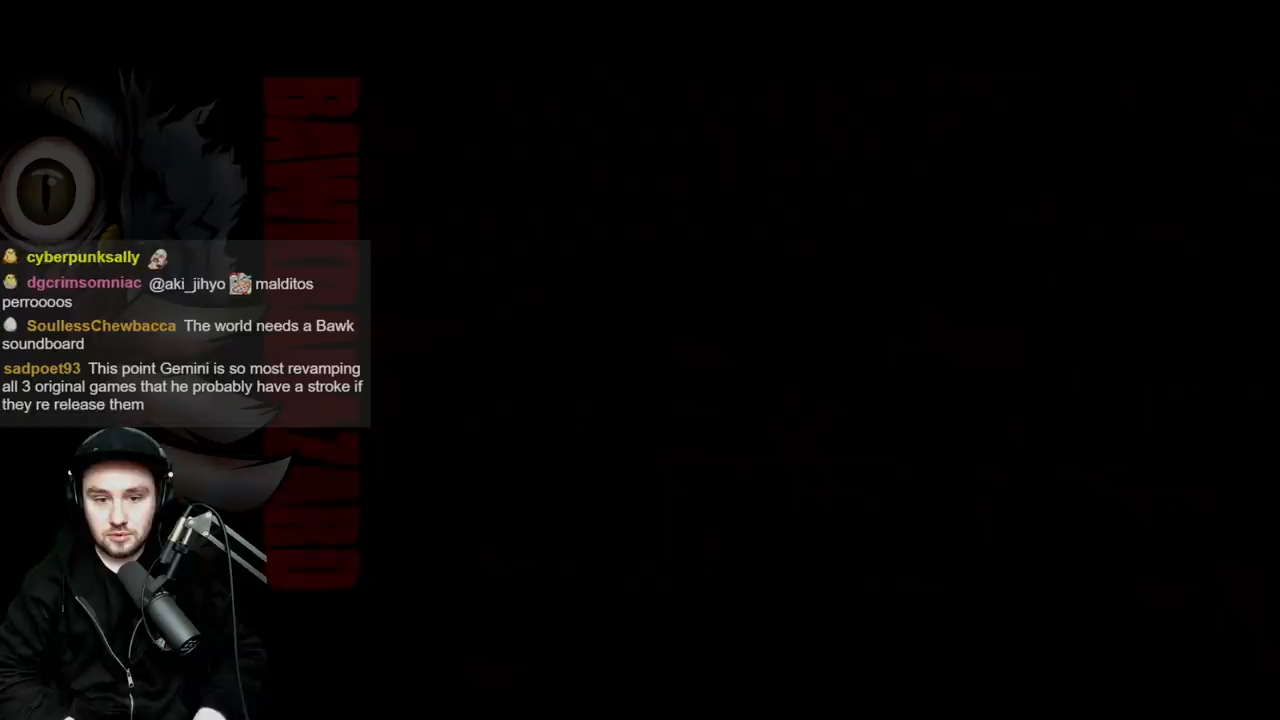 cyberpunksally
dgcrimsomniac @aki_jihyo malditos
perroooos
SoullessChewbacca The world needs a Bawk
soundboard
sadpoet93 This point Gemini is so most revamping
all 3 original games that he probably have a stroke if
they re release them